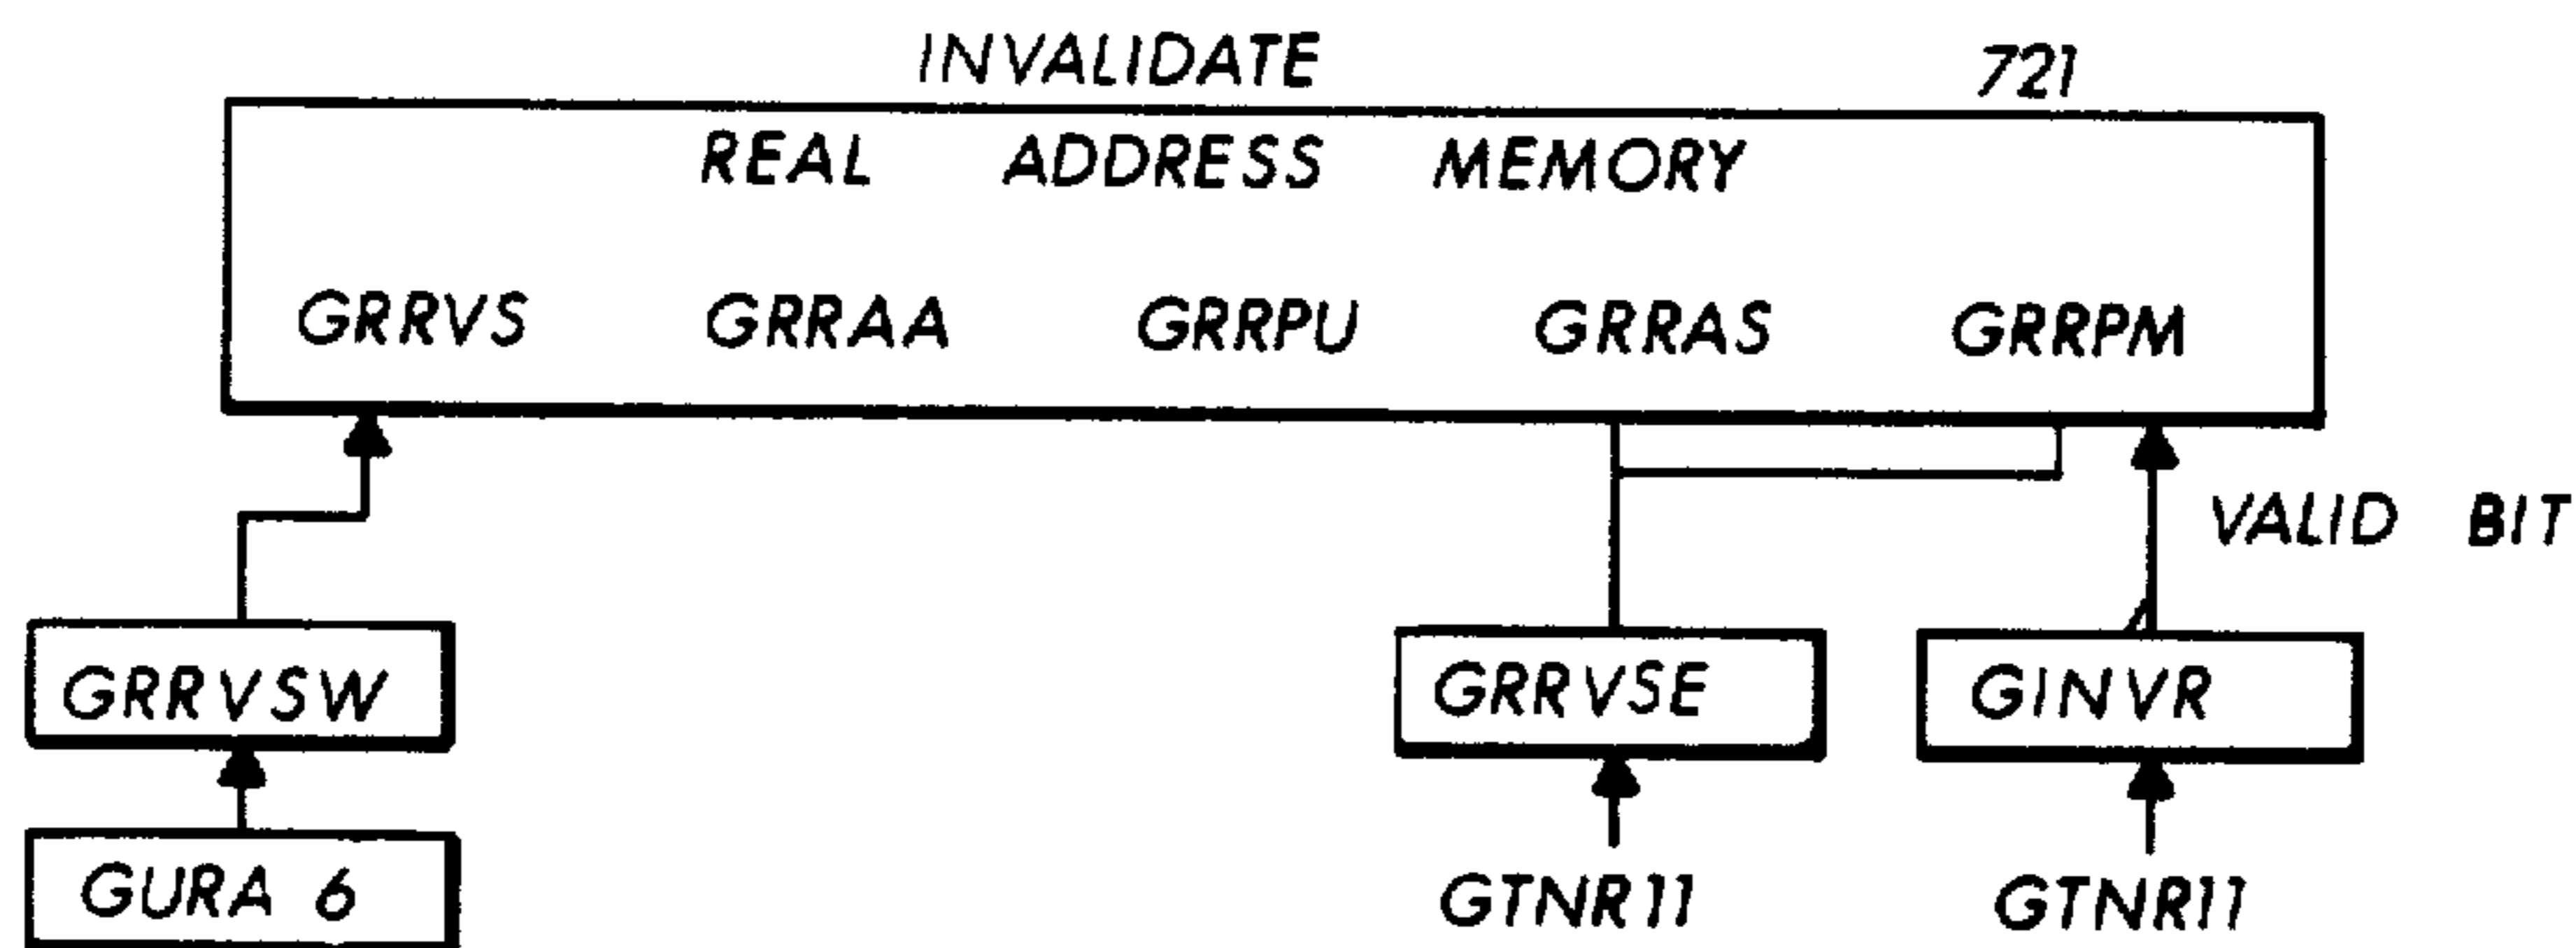 INVALIDATE 721
REAL ADDRESS MEMORY
GRRVS GRRAA GRRPU GRRAS GRRPM
VALID BIT
GRRVSW GRRVSE GINVR
GURA 6 GTNR11 GTNR11